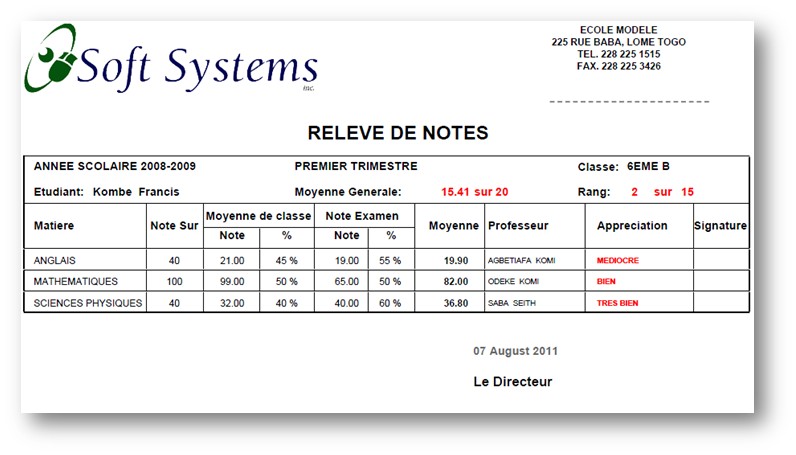 Soft Systems
inc.
ECOLE MODELE
225 RUE BABA, LOME TOGO
TEL. 228 225 1515
FAX. 228 225 3426
RELEVE DE NOTES
ANNEE SCOLAIRE 2008-2009 PREMIER TRIMESTRE Classe: 6EME B
Etudiant: Kombe Francis Moyenne Generale: 15.41 sur 20 Rang: 2 sur 15
Matiere Note Sur Moyenne de classe Note Examen Moyenne Professeur Appreciation Signature
Note % Note %
ANGLAIS 40 21.00 45 % 19.00 55 % 19.90 AGBETIAFA KOMI MEDIOCRE
MATHEMATIQUES 100 99.00 50 % 65.00 50 % 82.00 ODEKE KOMI BIEN
SCIENCES PHYSIQUES 40 32.00 40 % 40.00 60 % 36.80 SABA SEITH TRES BIEN
07 August 2011
Le Directeur